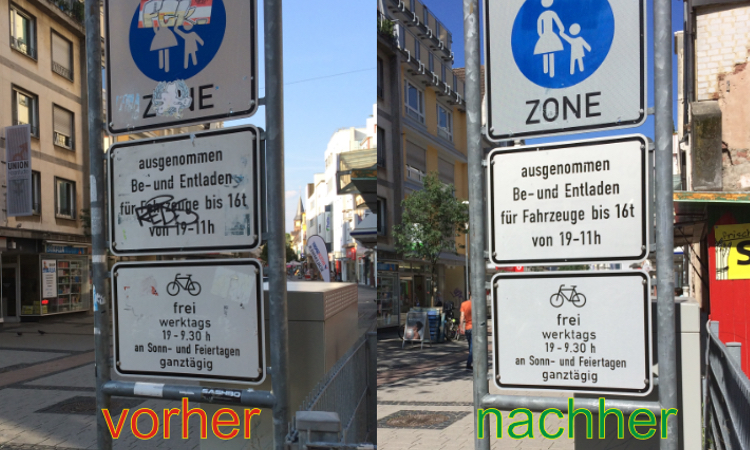 ZONE
ausgenommen
Be- und Entladen
für Fahrzeuge bis 16t
von 19-11h
frei
werktags
19 - 9.30 h
an Sonn- und Feiertagen
ganztägig
UNION
vorher
ZONE
ausgenommen
Be- und Entladen
für Fahrzeuge bis 16t
von 19-11h
frei
werktags
19 - 9.30 h
an Sonn- und Feiertagen
ganztägig
nachher